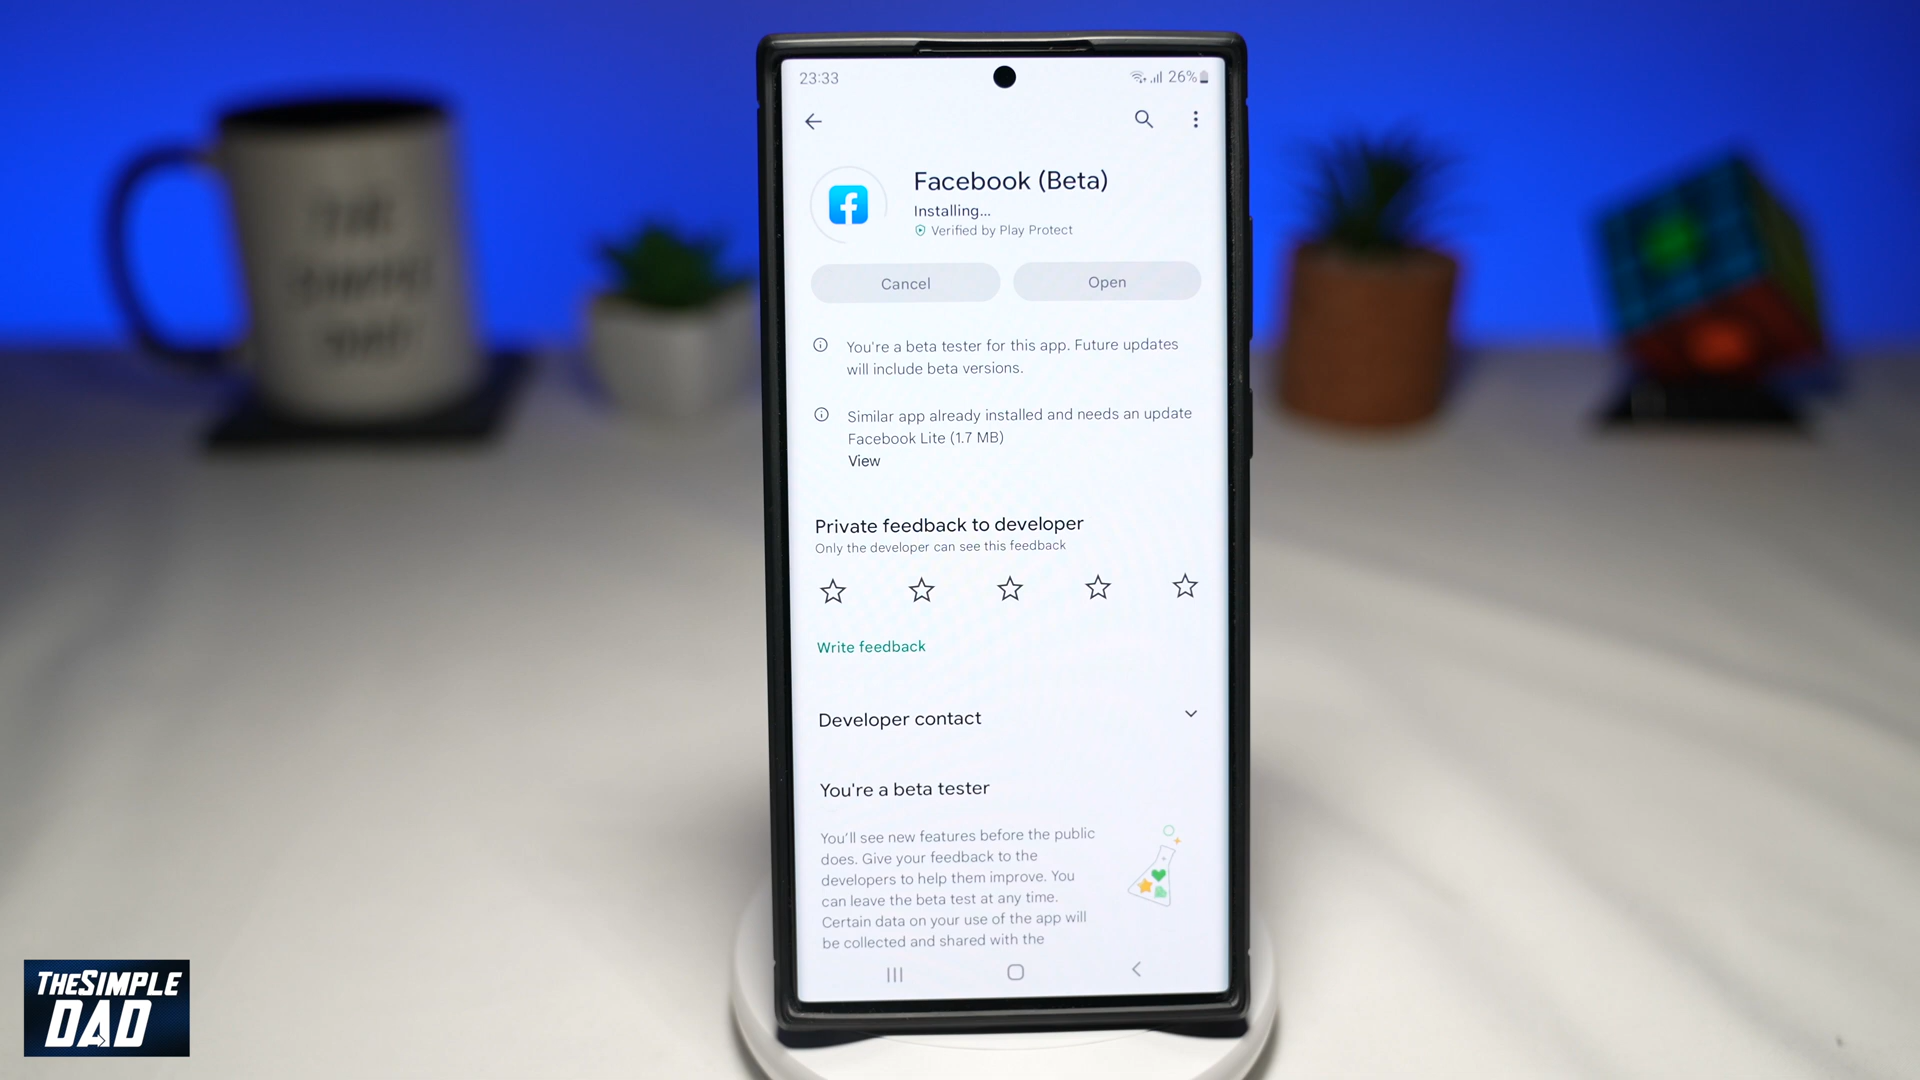 23:33
26%
Facebook (Beta)
Installing...
Verified by Play Protect
Cancel
Open
You're a beta tester for this app. Future updates
will include beta versions.
Similar app already installed and needs an update
Facebook Lite (1.7 MB)
View
Private feedback to developer
Only the developer can see this feedback
Write feedback
Developer contact
You're a beta tester
You'll see new features before the public
does. Give your feedback to the
developers to help them improve. You
can leave the beta test at any time.
Certain data on your use of the app will
be collected and shared with the
THE
SIMPLE
DAD
THESIMPLE
DAD